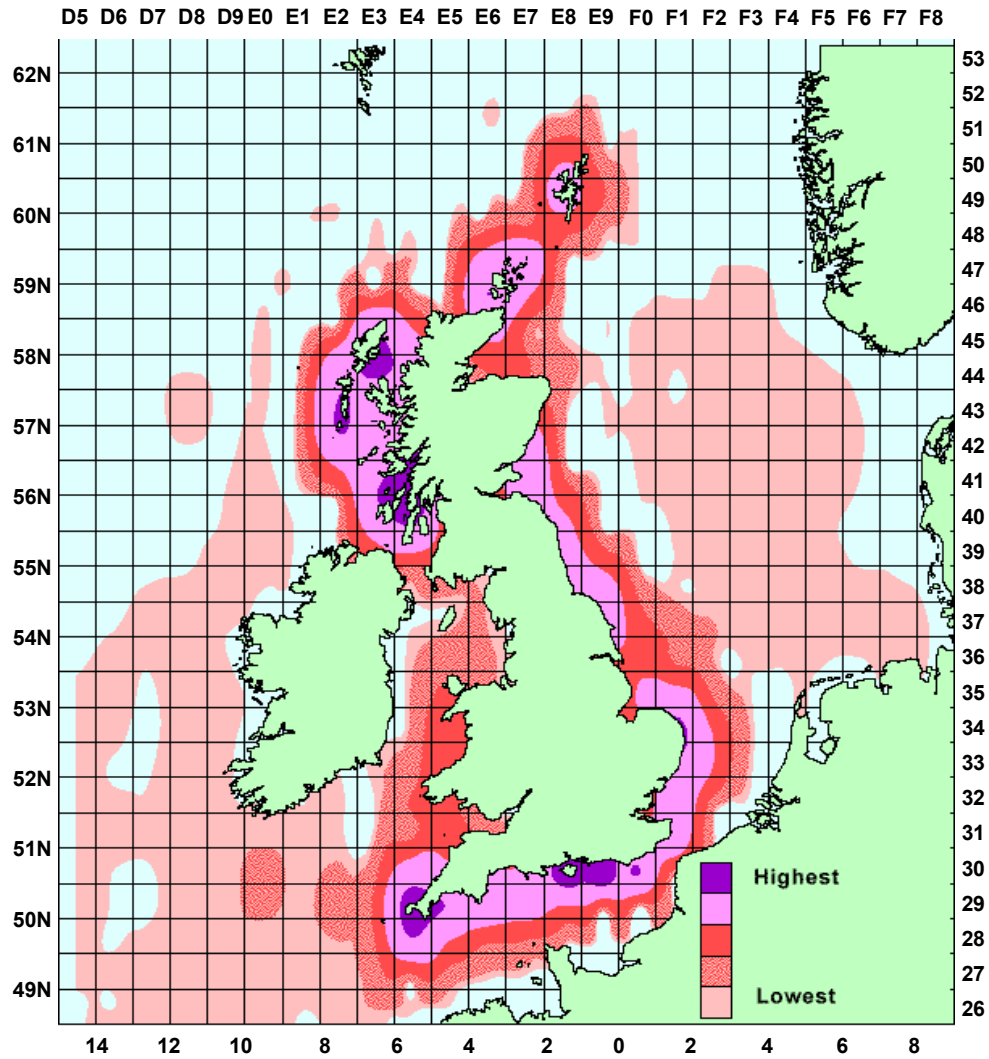 D5 D6 D7 D8 D9 E0 E1 E2 E3 E4 E5 E6 E7 E8 E9 F0 F1 F2 F3 F4 F5 F6 F7 F8
62N 53
52
61N 51
50
60N 49
48
59N 47
46
58N 45
44
57N 43
42
56N 41
40
55N 39
38
54N 37
36
53N 35
34
52N 33
32
51N 31
Highest 30
50N 29
28
49N 27
Lowest 26
14 12 10 8 6 4 2 0 2 4 6 8